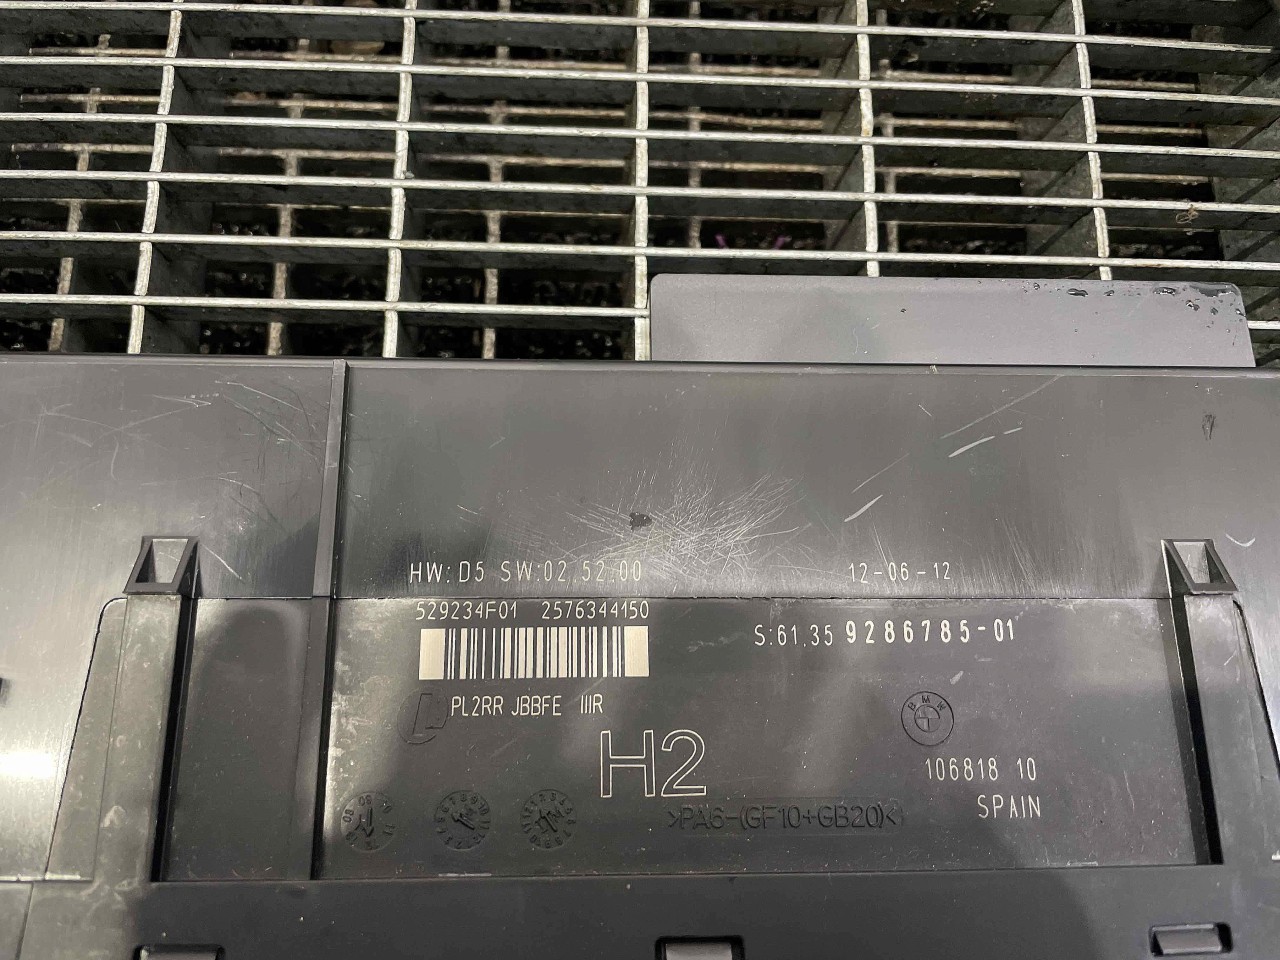 HW: D5 SW:02.52.00
12-06-12
529234F01 2576344150
S:61.35 9286785-01
PL2RR JBBFE IIIR
BMW
H2
106818 10
SPAIN
>PA6-(GF10+GB20)<